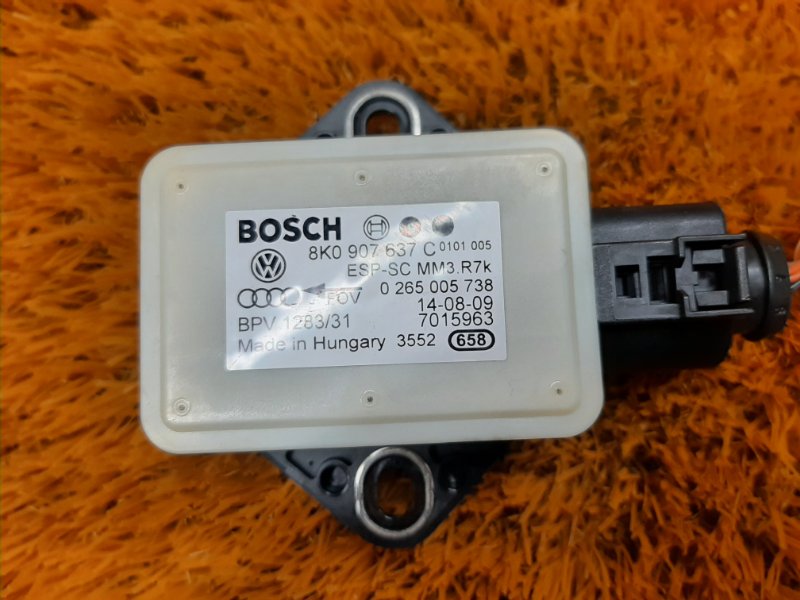 BOSCH
8K0 907 637 C 0101 005
ESP-SC MM3.R7k
FOV 0 265 005 738
14-08-09
BPV 1283/31 7015963
Made in Hungary 3552 658